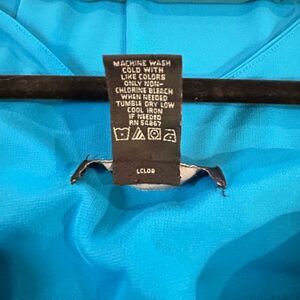 MACHINE WASH
COLD WITH
LIKE COLORS
ONLY NON-
CHLORINE BLEACH
WHEN NEEDED
TUMBLE DRY LOW
COOL IRON
IF NEEDED
RN 54867
LCL08